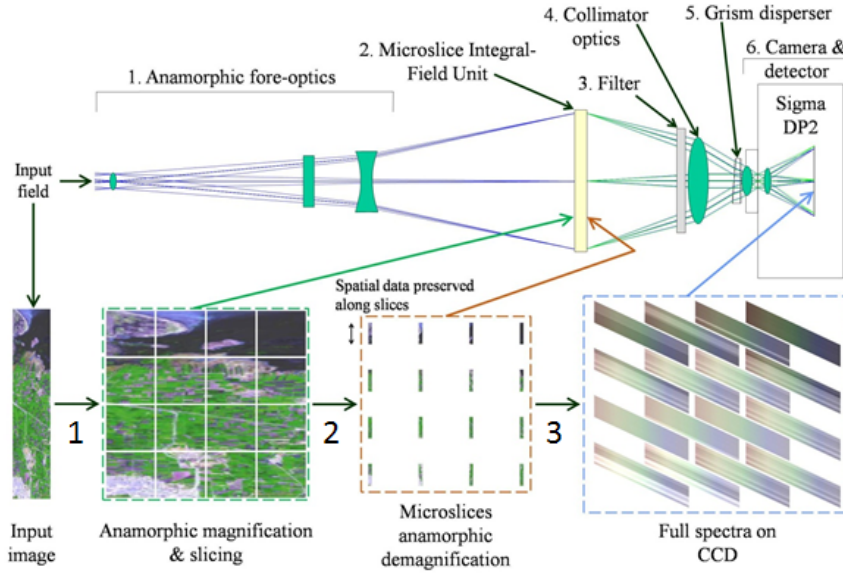 4. Collimator
optics
5. Grism disperser
2. Microslice Integral-
Field Unit
6. Camera &
detector
1. Anamorphic fore-optics
3. Filter
Sigma
DP2
Input
field
Spatial data preserved
along slices
1
2
3
Input
image
Anamorphic magnification
& slicing
Microslices
anamorphic
demagnification
Full spectra on
CCD